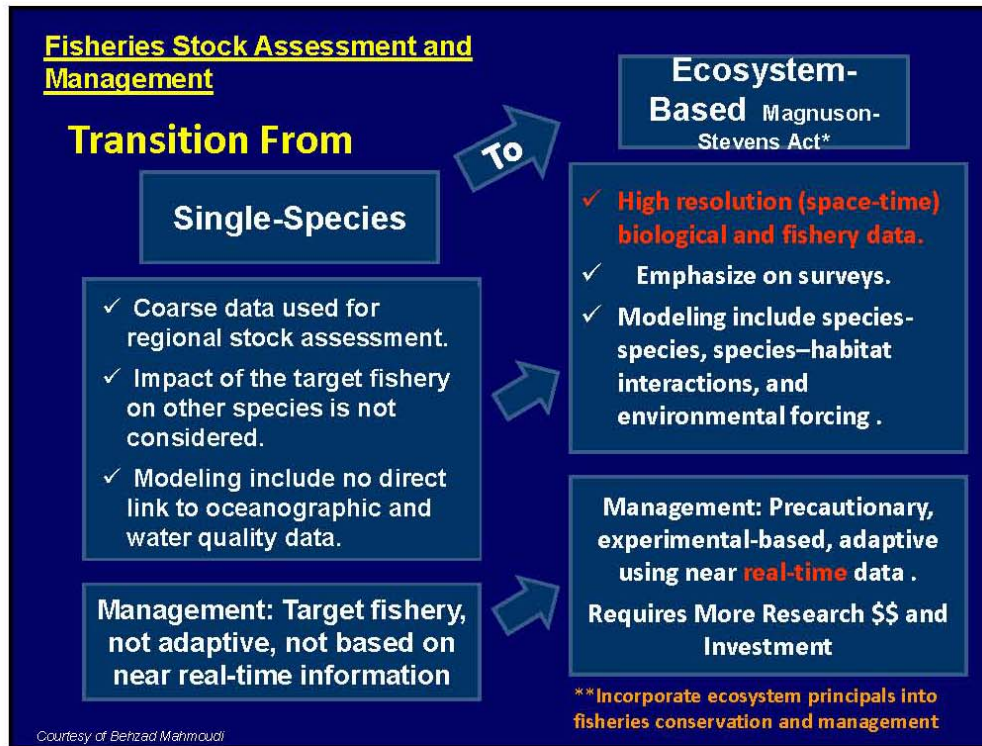 Fisheries Stock Assessment and
Management
Transition From
To
Ecosystem-
Based Magnuson-
Stevens Act*
Single-Species
✓ Coarse data used for
regional stock assessment.
✓ Impact of the target fishery
on other species is not
considered.
✓ Modeling include no direct
link to oceanographic and
water quality data.
Management: Target fishery,
not adaptive, not based on
near real-time information
✓ High resolution (space-time)
biological and fishery data.
✓ Emphasize on surveys.
✓ Modeling include species-
species, species–habitat
interactions, and
environmental forcing .
Management: Precautionary,
experimental-based, adaptive
using near real-time data .
Requires More Research $$ and
Investment
**Incorporate ecosystem principals into
fisheries conservation and management
Courtesy of Behzad Mahmoudi